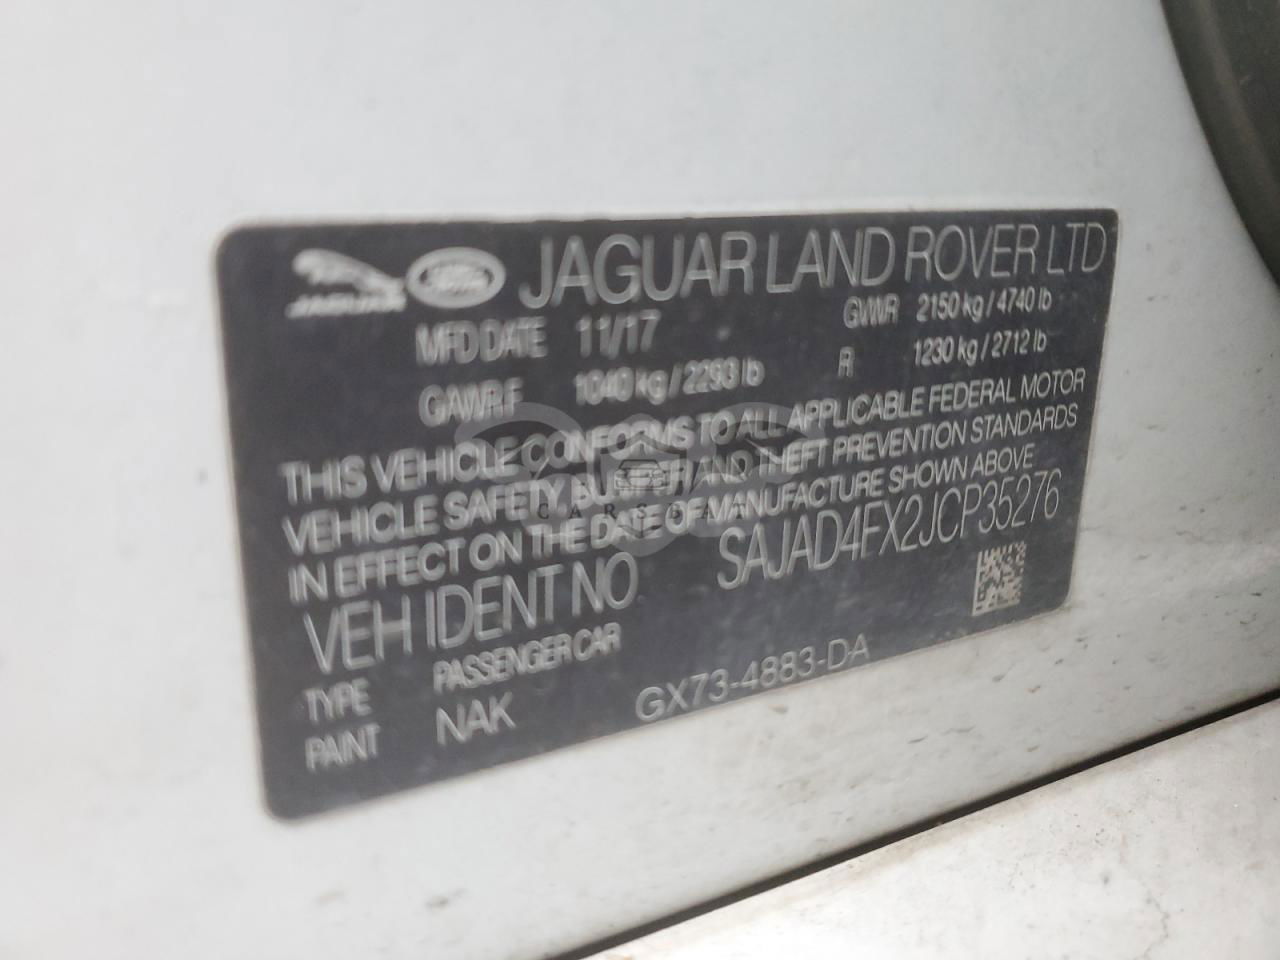 JAGUAR JAGUAR LAND ROVER LTD
MFD DATE 11/17 GVWR 2150 kg / 4740 lb
GAWR.F 1040 kg / 2293 lb R 1230 kg / 2712 lb
THIS VEHICLE CONFORMS TO ALL APPLICABLE FEDERAL MOTOR
VEHICLE SAFETY BUMPER AND THEFT PREVENTION STANDARDS
IN EFFECT ON THE DATE OF MANUFACTURE SHOWN ABOVE
VEH IDENT NO SAJAD4FX2JCP35276
TYPE PASSENGER CAR
PAINT NAK GX73-4883-DA